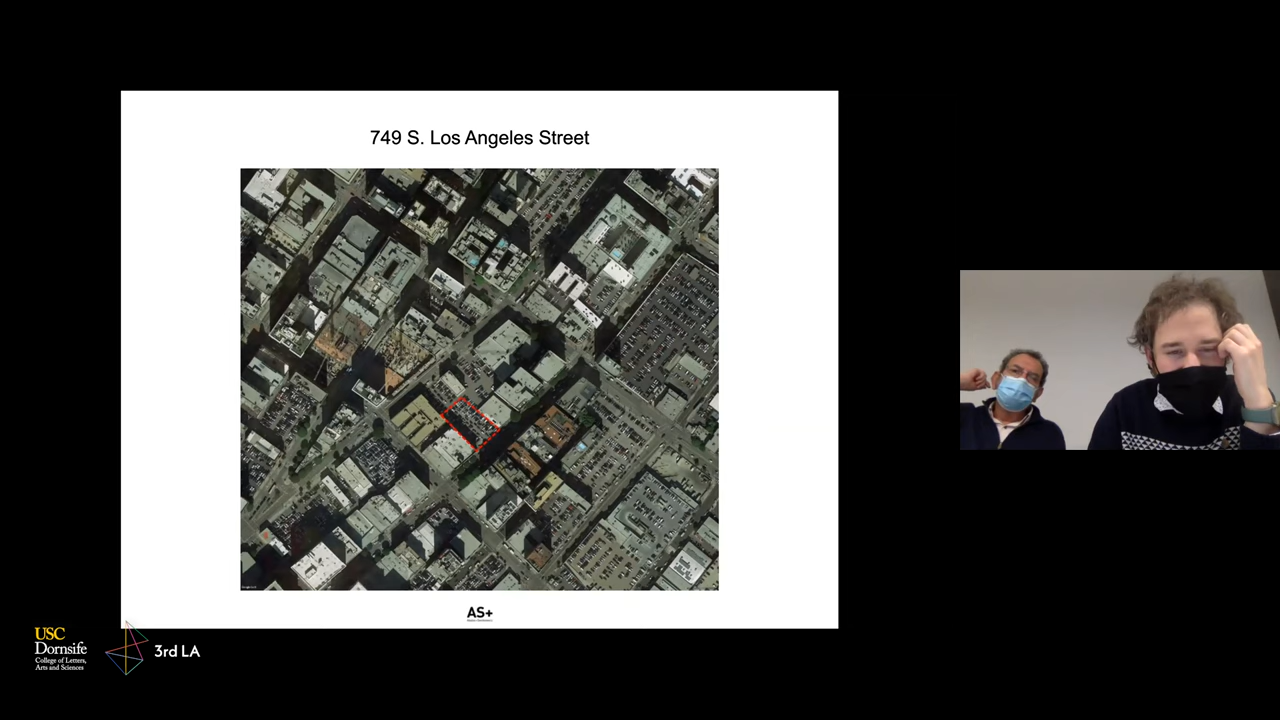 749 S. Los Angeles Street
AS+
USC
Dornsife
College of Letters,
Arts and Sciences
3rd LA